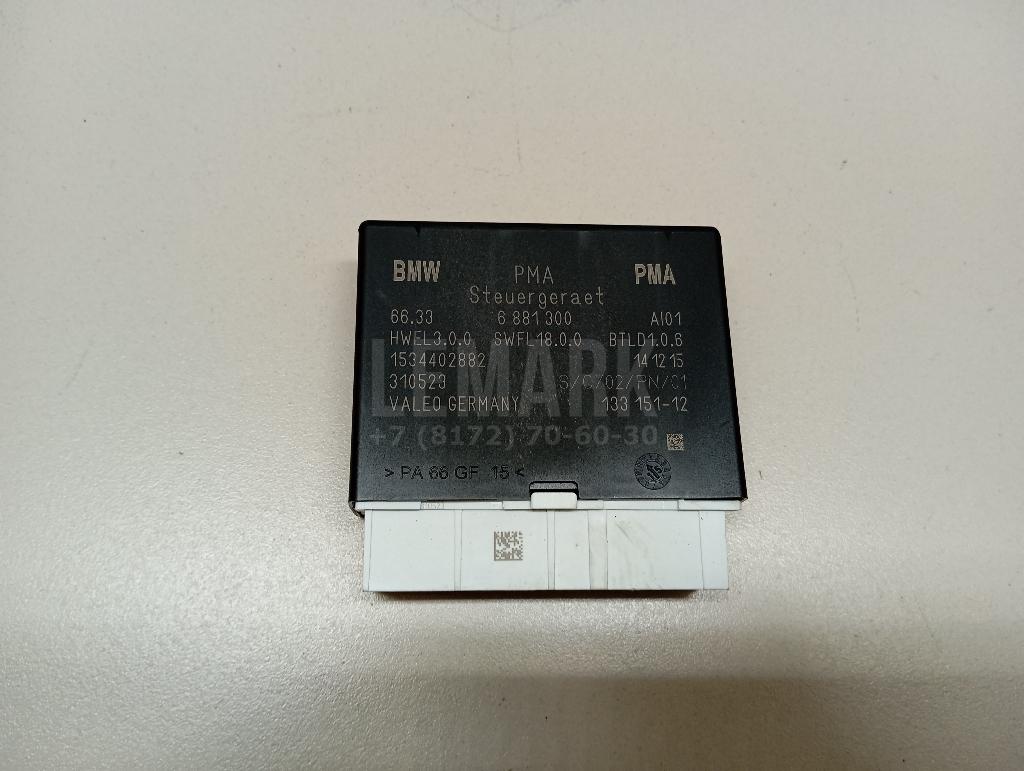 BMW PMA PMA
Steuergeraet
66.33 6 881 300 AI01
HWEL3.0.0 SWFL18.0.0 BTLD1.0.6
1534402882 14 12 15
310523 S/C/02/PN/01
VALEO GERMANY 133 151-12
LEMARK
+7 (8172) 70-60-30
> PA 66 GF 15 <